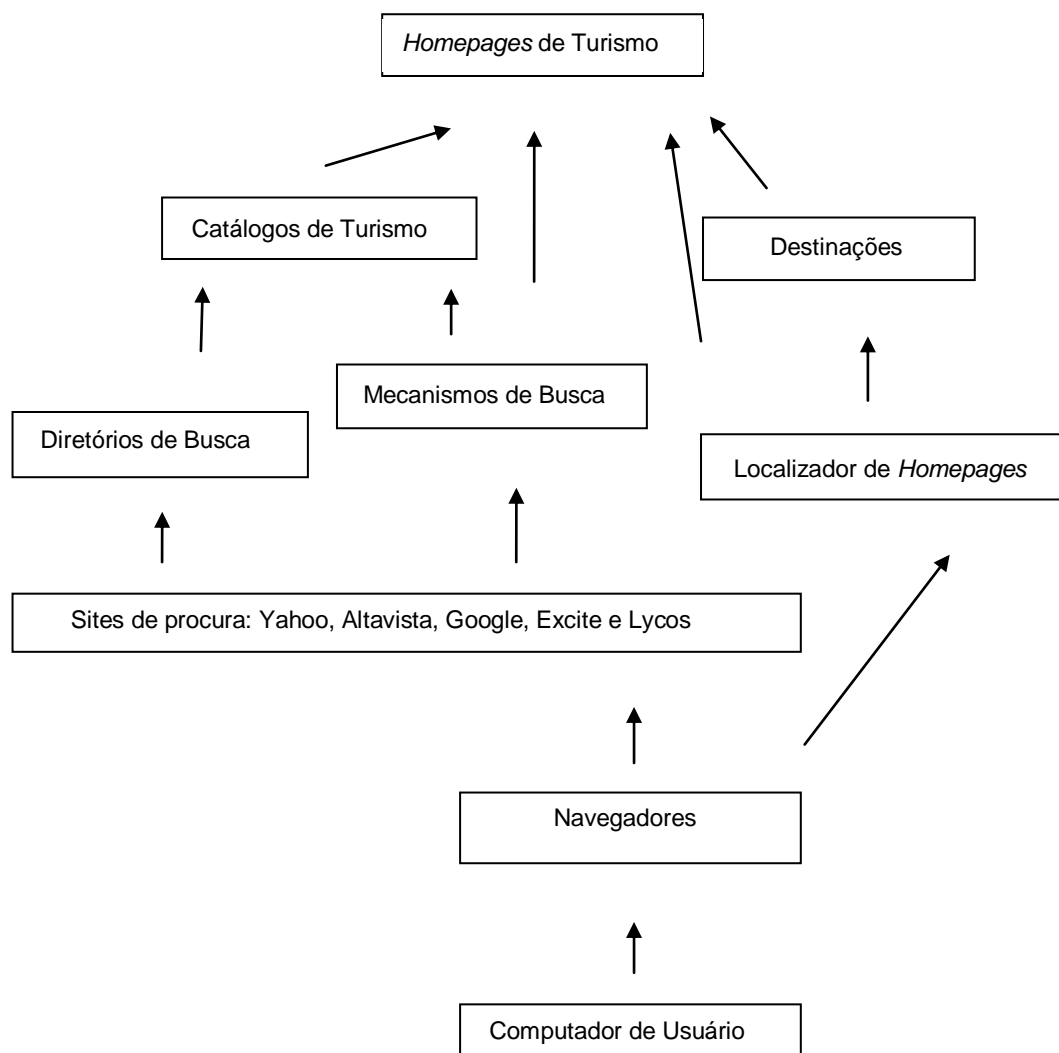 Homepages de Turismo
Catálogos de Turismo
Destinações
Mecanismos de Busca
Diretórios de Busca
Localizador de Homepages
Sites de procura: Yahoo, Altavista, Google, Excite e Lycos
Navegadores
Computador de Usuário